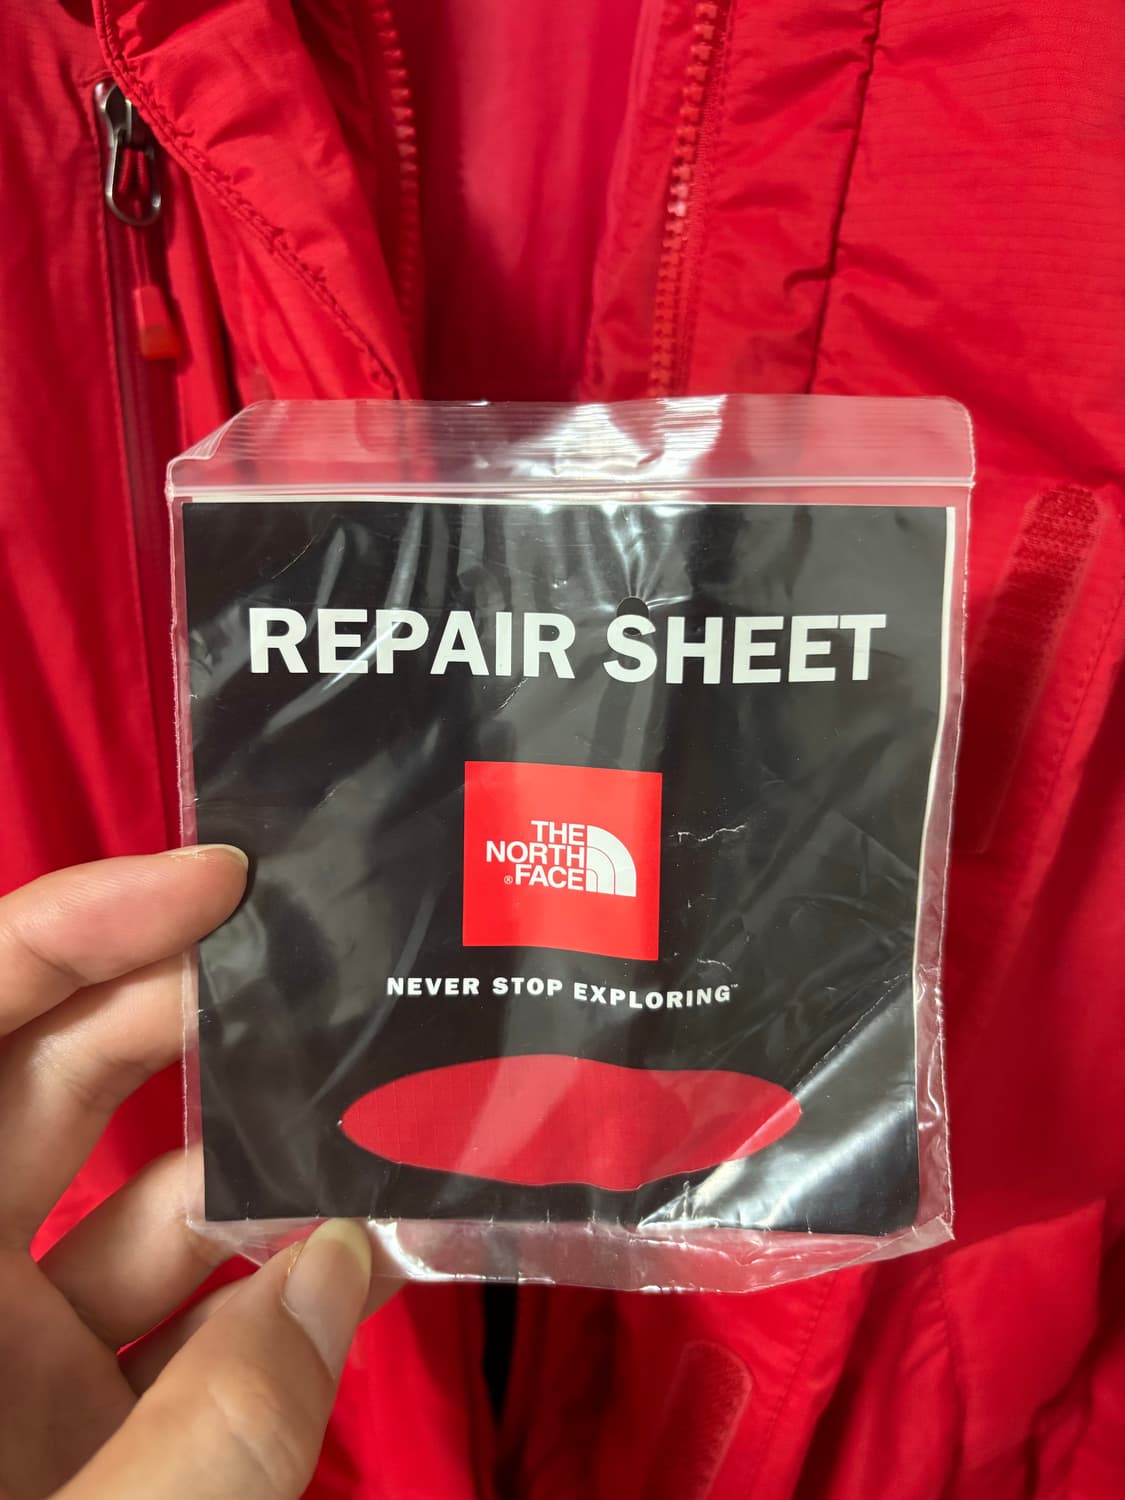 REPAIR SHEET
THE
NORTH
® FACE
NEVER STOP EXPLORING™